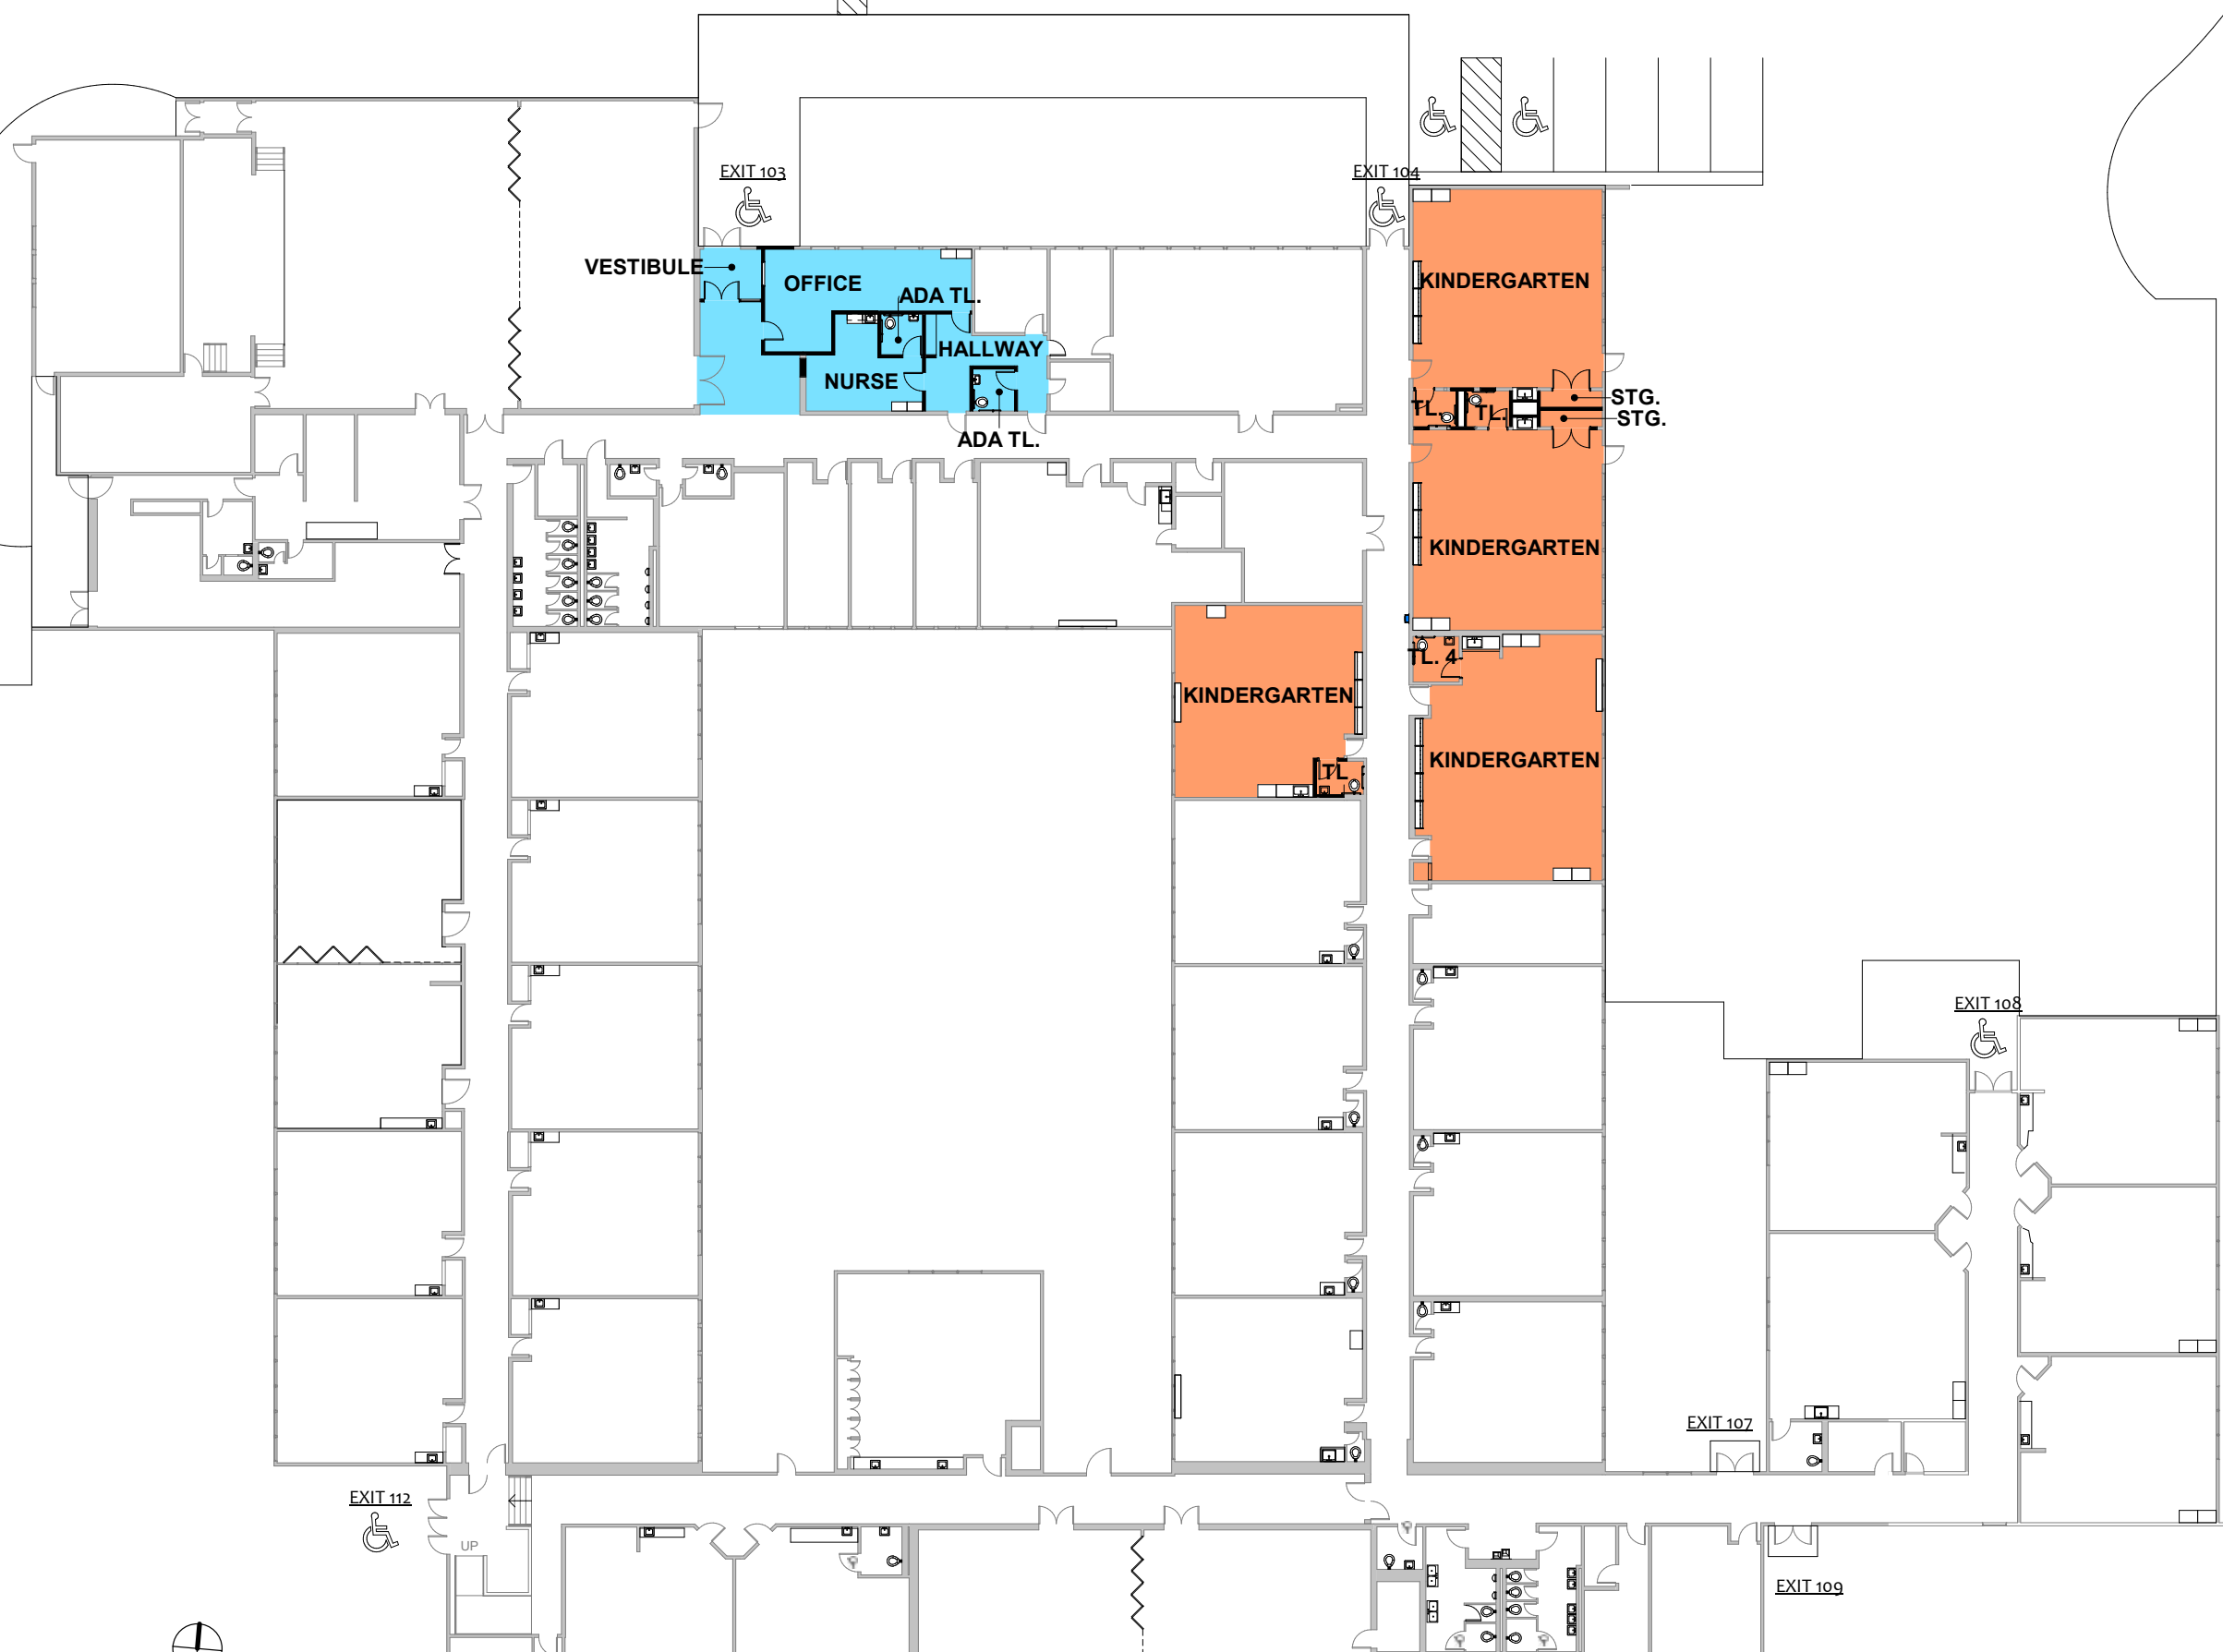 EXIT 103
EXIT 104
VESTIBULE
OFFICE
ADA TL.
KINDERGARTEN
HALLWAY
NURSE
STG.
TL.
TL.
STG.
ADA TL.
KINDERGARTEN
TL. 4
KINDERGARTEN
KINDERGARTEN
TL
EXIT 108
EXIT 107
EXIT 112
UP
EXIT 109